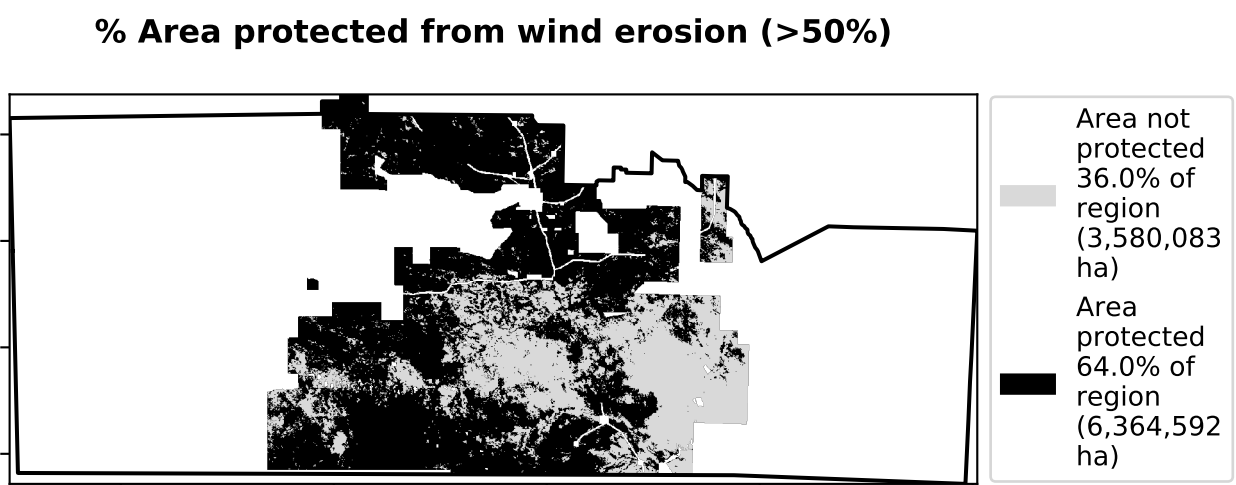 % Area protected from wind erosion (>50%)
Area not
protected
36.0% of
region
(3,580,083
ha)
Area
protected
64.0% of
region
(6,364,592
ha)